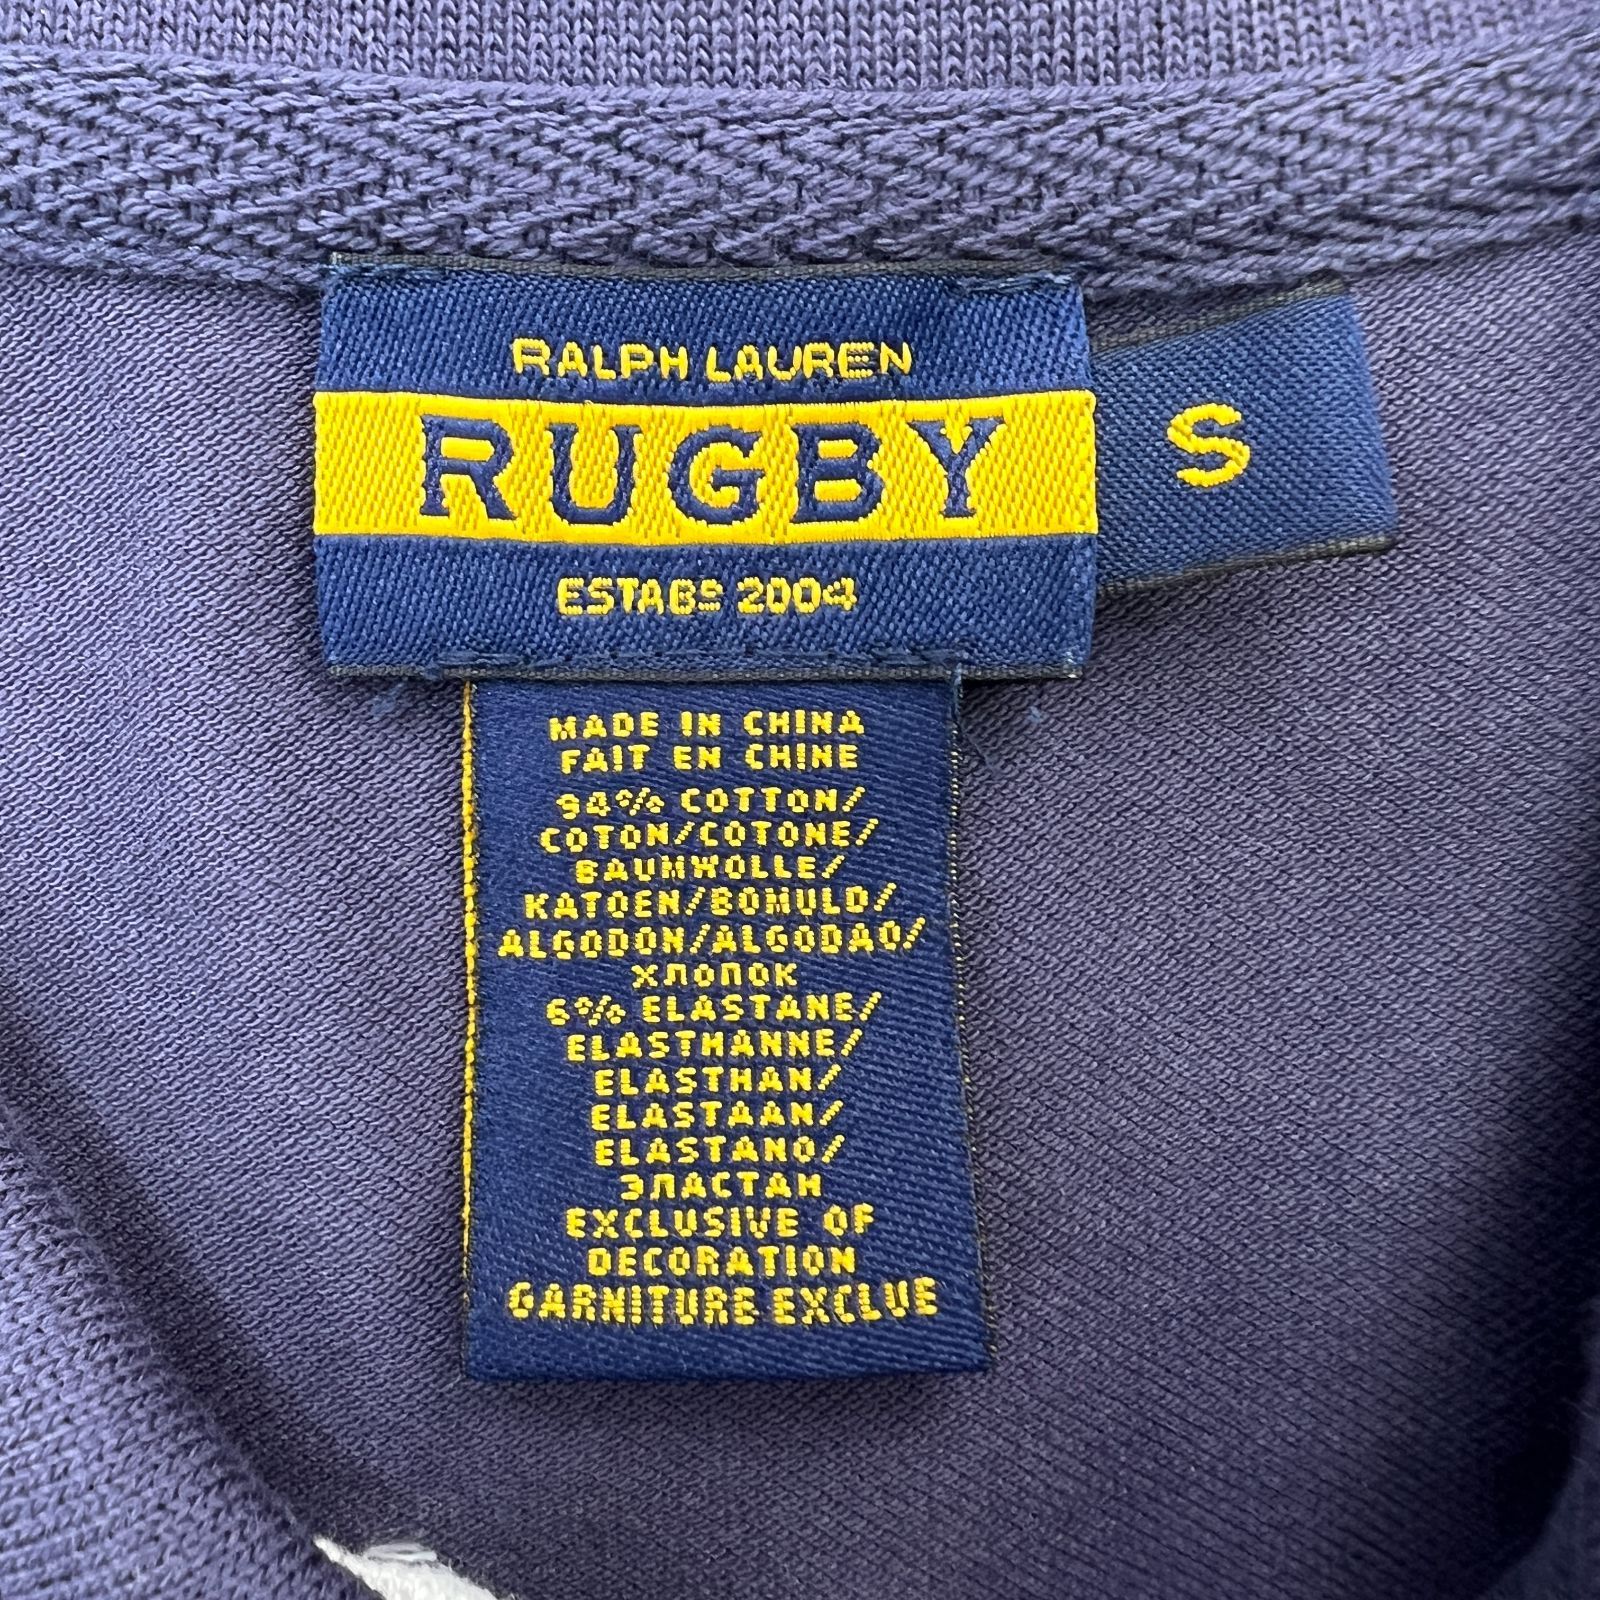 RALPH LAUREN
RUGBY
S
ESTABS 2004
MADE IN CHINA
FAIT EN CHINE
94% COTTON/
COTON/COTONE/
BAUMWOLLE/
KATOEN/BOMULD/
ALGODON/ALGODAO/
ХЛОПОК
6% ELASTANE/
ELASTHANNE/
ELASTHAN/
ELASTAAN/
ELASTANO/
ЭЛАСТАН
EXCLUSIVE OF
DECORATION
GARNITURE EXCLUE